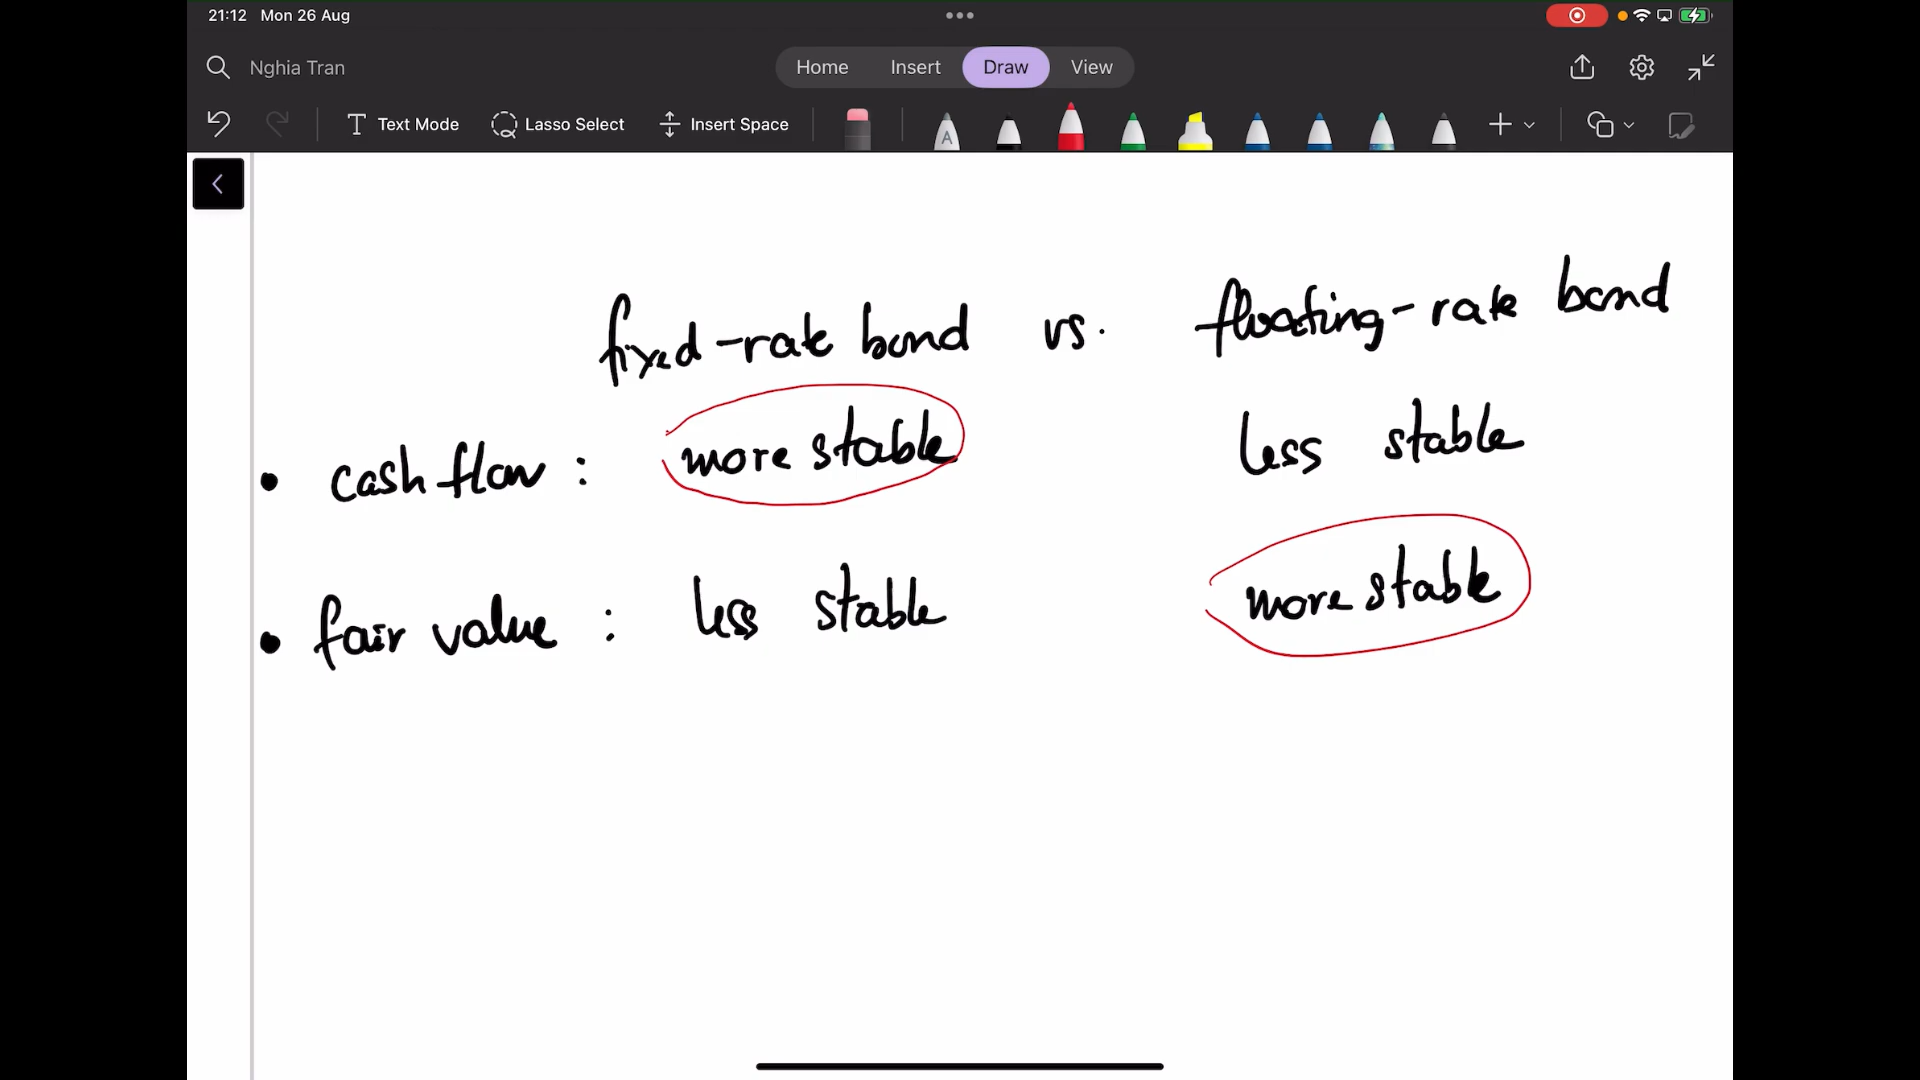 21:12 Mon 26 Aug
Nghia Tran
Home Insert Draw View
Text Mode Lasso Select Insert Space
A
fixed-rate bond vs. floating-rate bond
• cash flow : more stable less stable
• fair value : less stable more stable